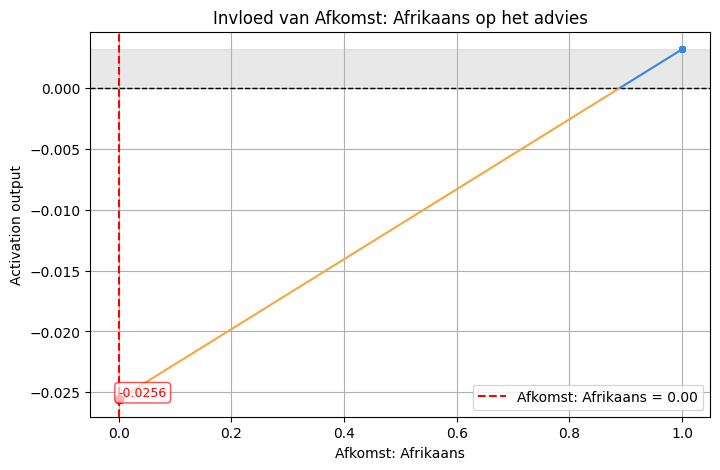 Invloed van Afkomst: Afrikaans op het advies
Activation output
0.000
−0.005
−0.010
−0.015
−0.020
−0.025
-0.0256
Afkomst: Afrikaans = 0.00
0.0 0.2 0.4 0.6 0.8 1.0
Afkomst: Afrikaans